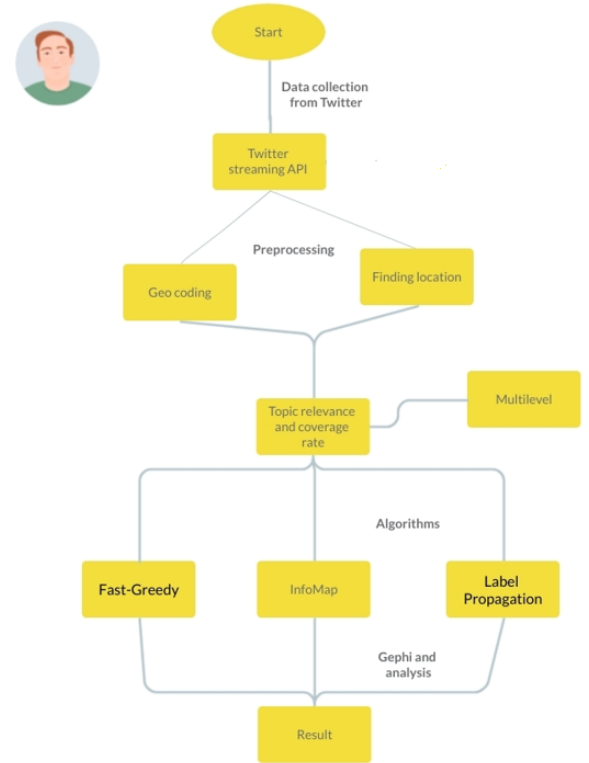 Start
Data collection
from Twitter
Twitter
streaming API
Preprocessing
Geo coding
Finding location
Topic relevance
and coverage
rate
Multilevel
Algorithms
Fast-Greedy
InfoMap
Label
Propagation
Gephi and
analysis
Result